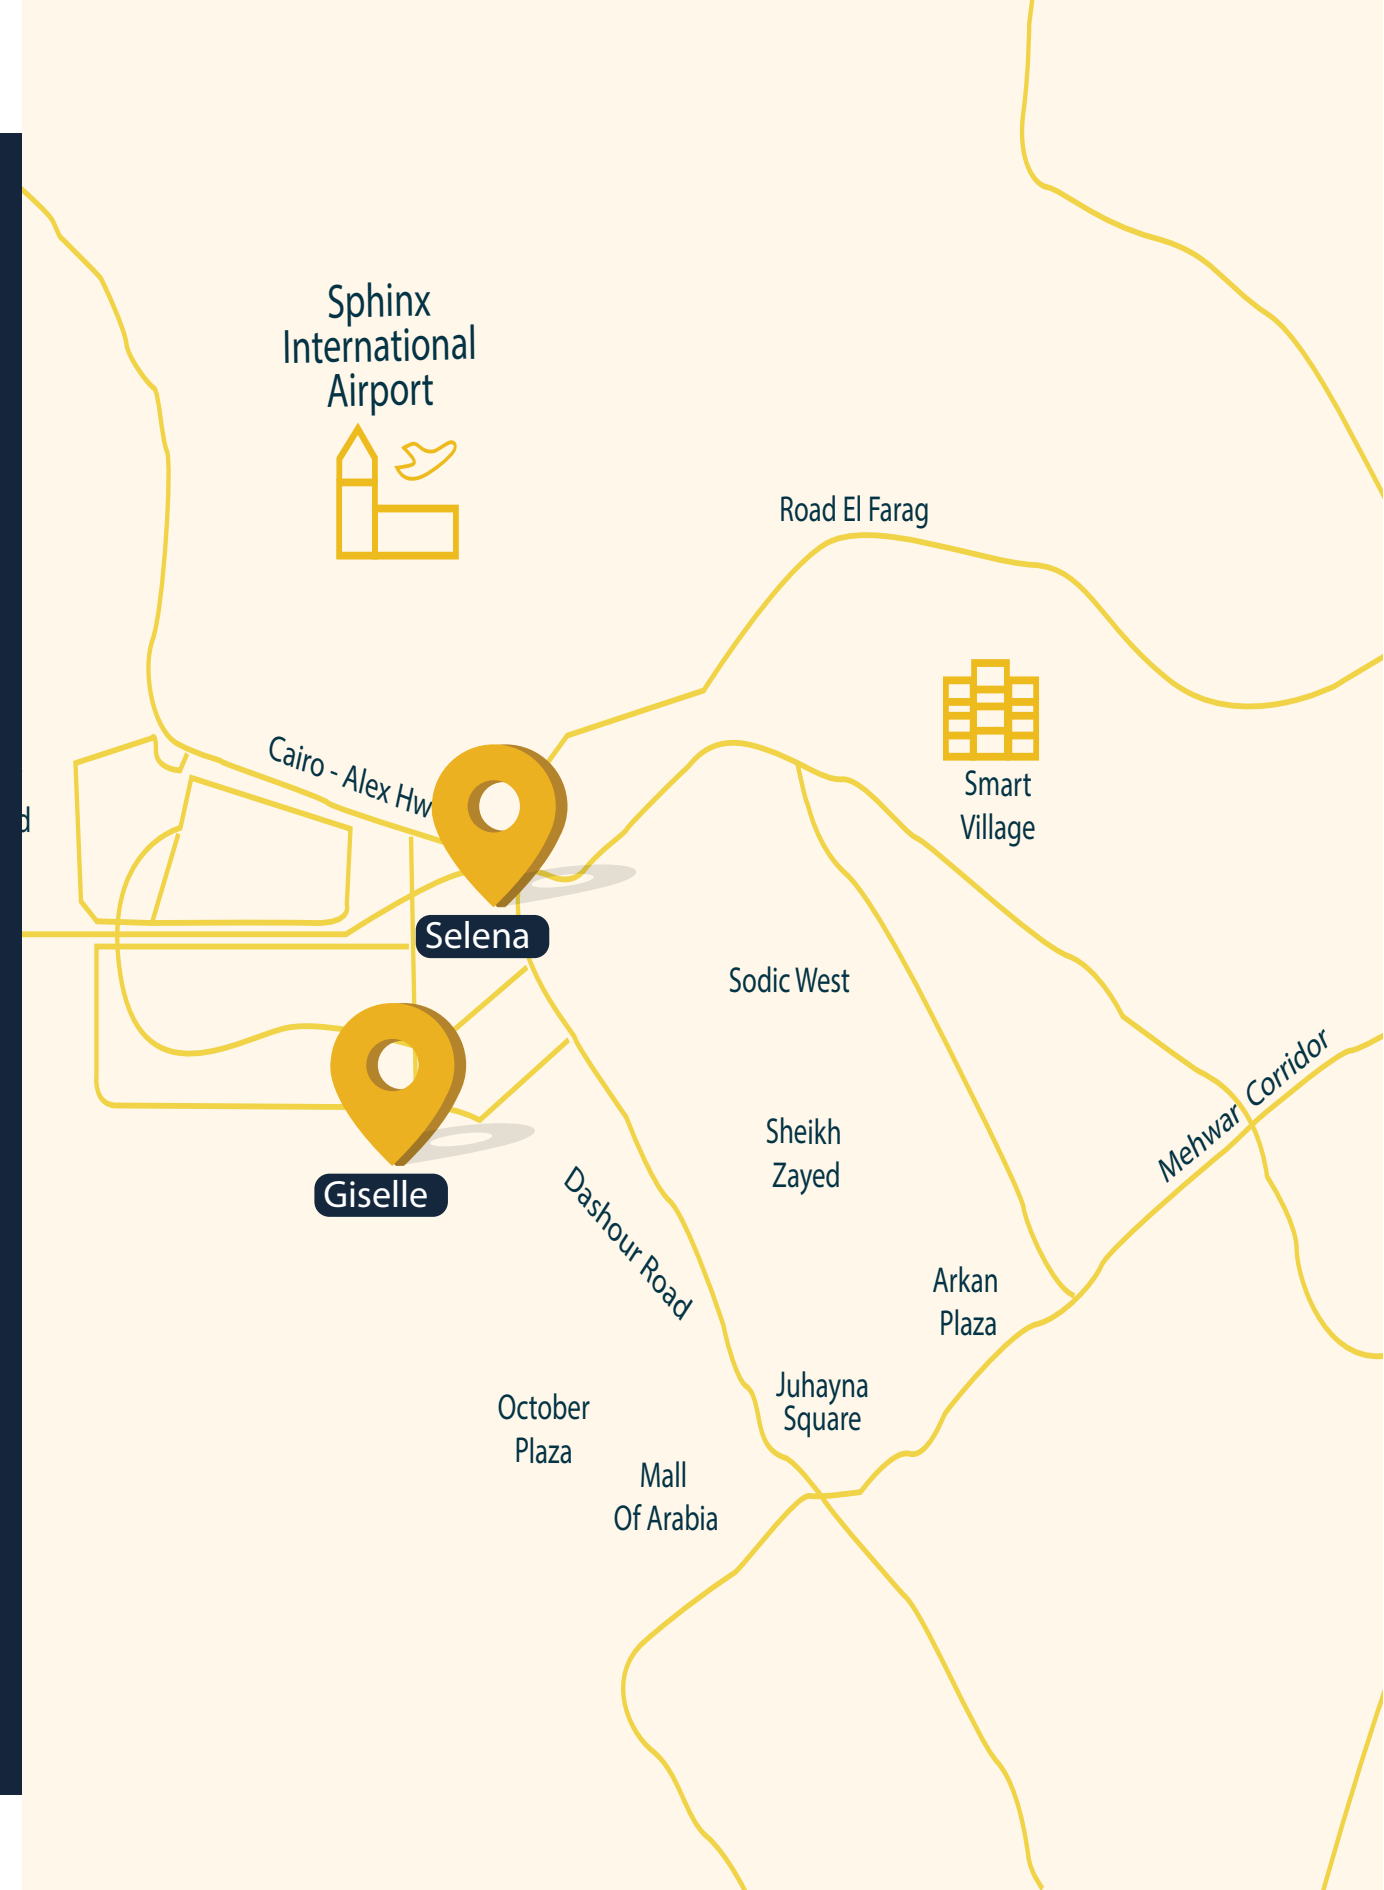 Sphinx
International
Airport
Road El Farag
Cairo - Alex Hw
Smart
Village
d
Selena
Sodic West
Mehwar Corridor
Sheikh
Zayed
Giselle
Dashour Road
Arkan
Plaza
Juhayna
Square
October
Plaza
Mall
Of Arabia